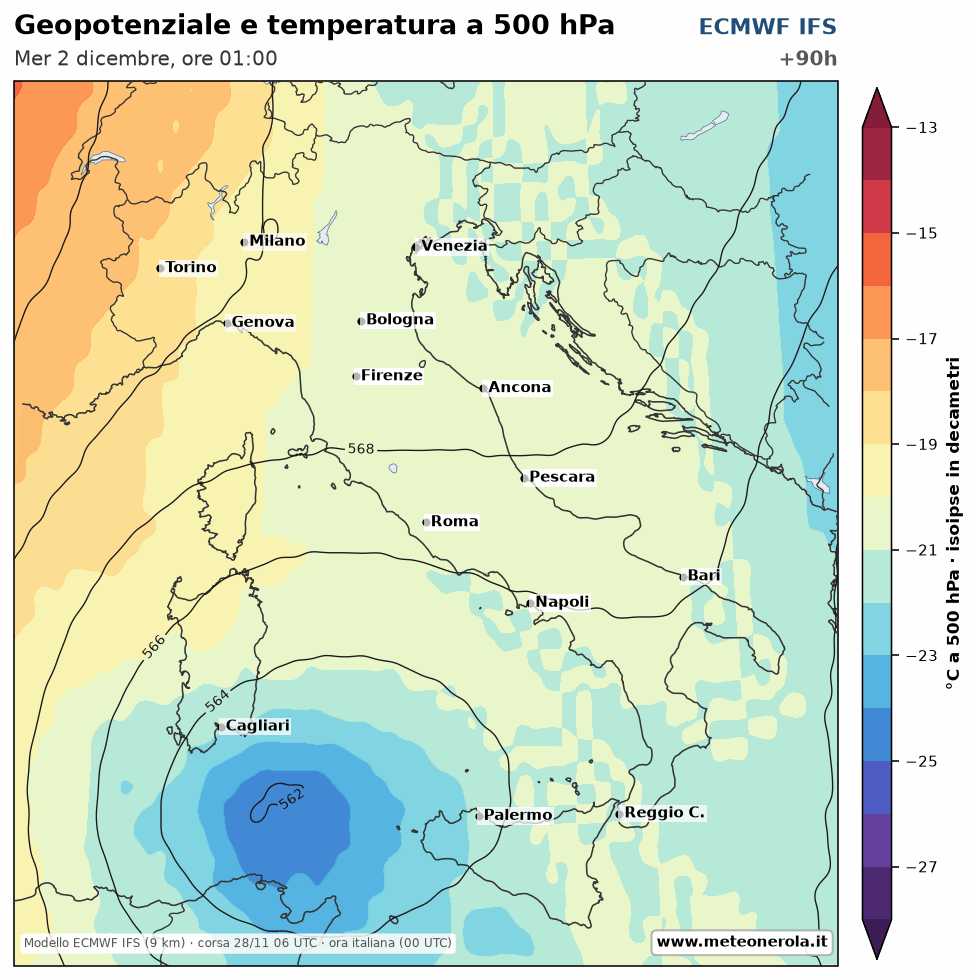 Geopotenziale e temperatura a 500 hPa
ECMWF IFS
Mer 2 dicembre, ore 01:00
+90h
Milano
Venezia
Torino
Genova
Bologna
Firenze
Ancona
568
Pescara
Roma
Bari
Napoli
566
564
Cagliari
562
Palermo
Reggio C.
−13
−15
−17
−19
−21
−23
−25
−27
°C a 500 hPa · isoipse in decametri
Modello ECMWF IFS (9 km) · corsa 28/11 06 UTC · ora italiana (00 UTC)
www.meteonerola.it